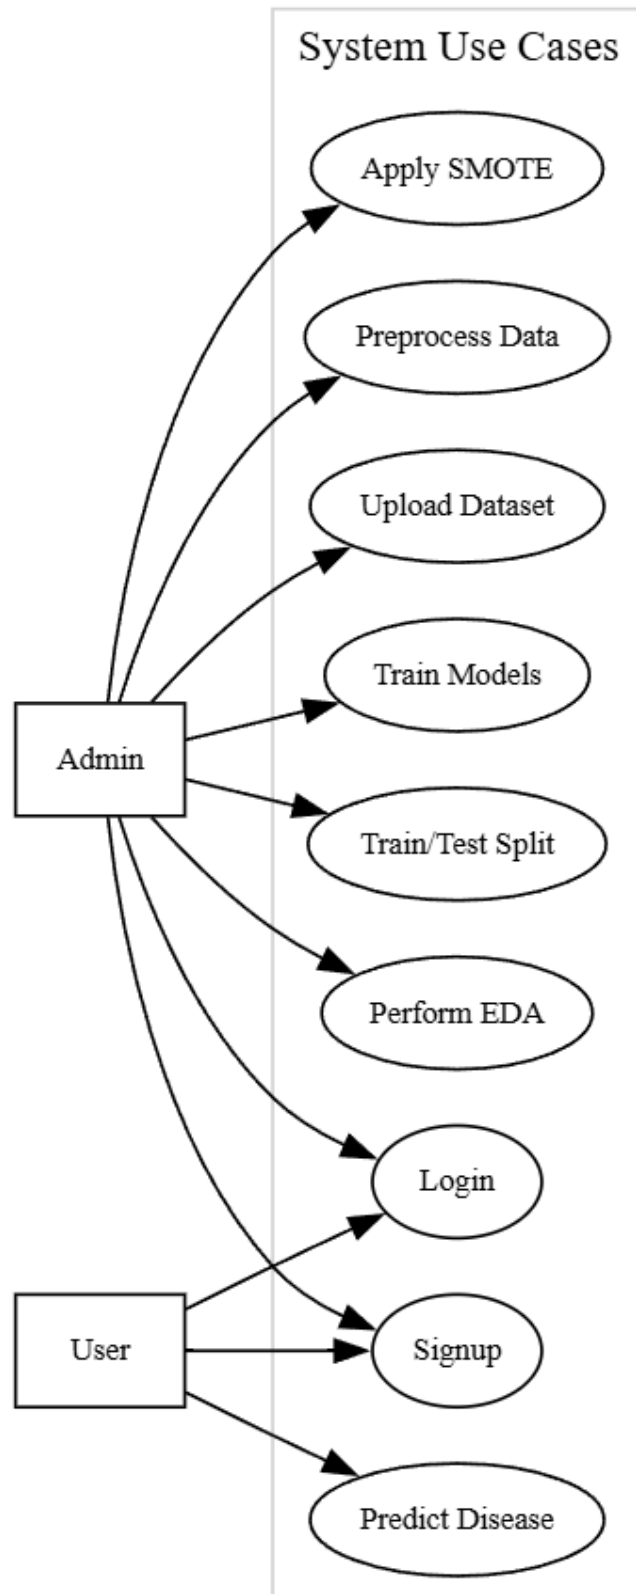 System Use Cases
Apply SMOTE
Preprocess Data
Upload Dataset
Train Models
Admin
Train/Test Split
Perform EDA
Login
User
Signup
Predict Disease